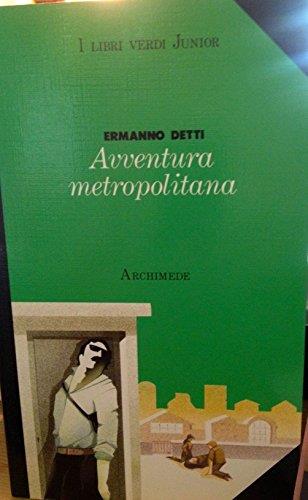 I LIBRI VERDI JUNIOR
ERMANNO DETTI
Avventura
metropolitana
ARCHIMEDE